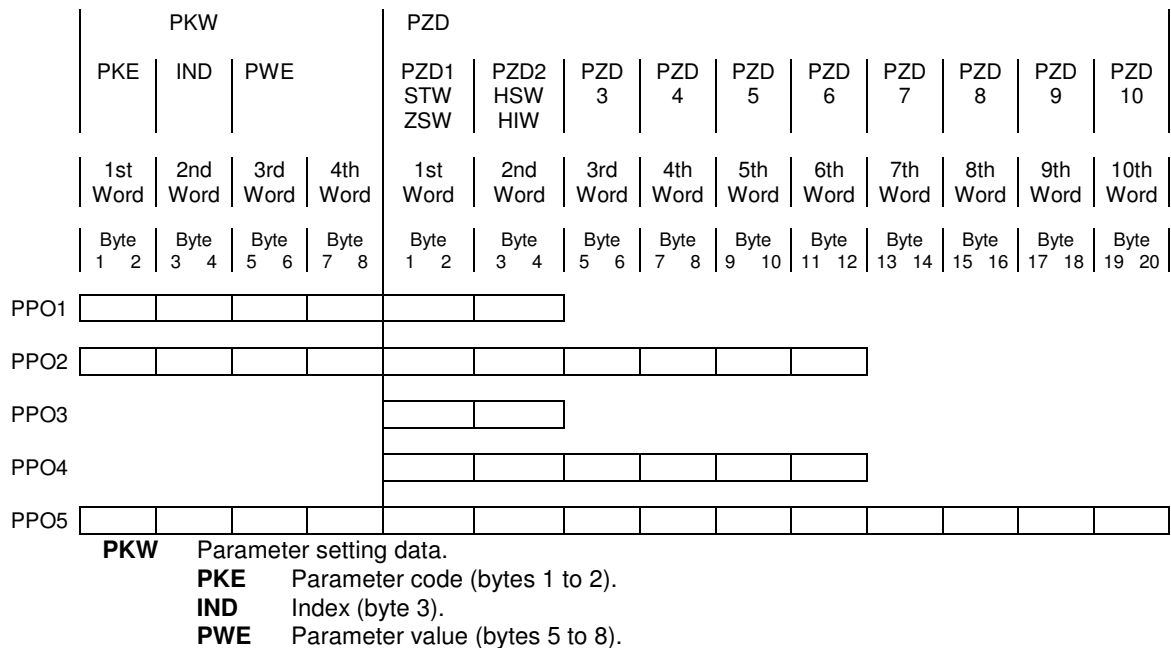 PKW PZD
PKE IND PWE PZD1 PZD2 PZD PZD PZD PZD PZD PZD PZD PZD
STW HSW 3 4 5 6 7 8 9 10
ZSW HIW
1st 2nd 3rd 4th 1st 2nd 3rd 4th 5th 6th 7th 8th 9th 10th
Word Word Word Word Word Word Word Word Word Word Word Word Word Word
Byte Byte Byte Byte Byte Byte Byte Byte Byte Byte Byte Byte Byte Byte
1 2 3 4 5 6 7 8 1 2 3 4 5 6 7 8 9 10 11 12 13 14 15 16 17 18 19 20
PPO1
PPO2
PPO3
PPO4
PPO5
PKW Parameter setting data.
PKE Parameter code (bytes 1 to 2).
IND Index (byte 3).
PWE Parameter value (bytes 5 to 8).